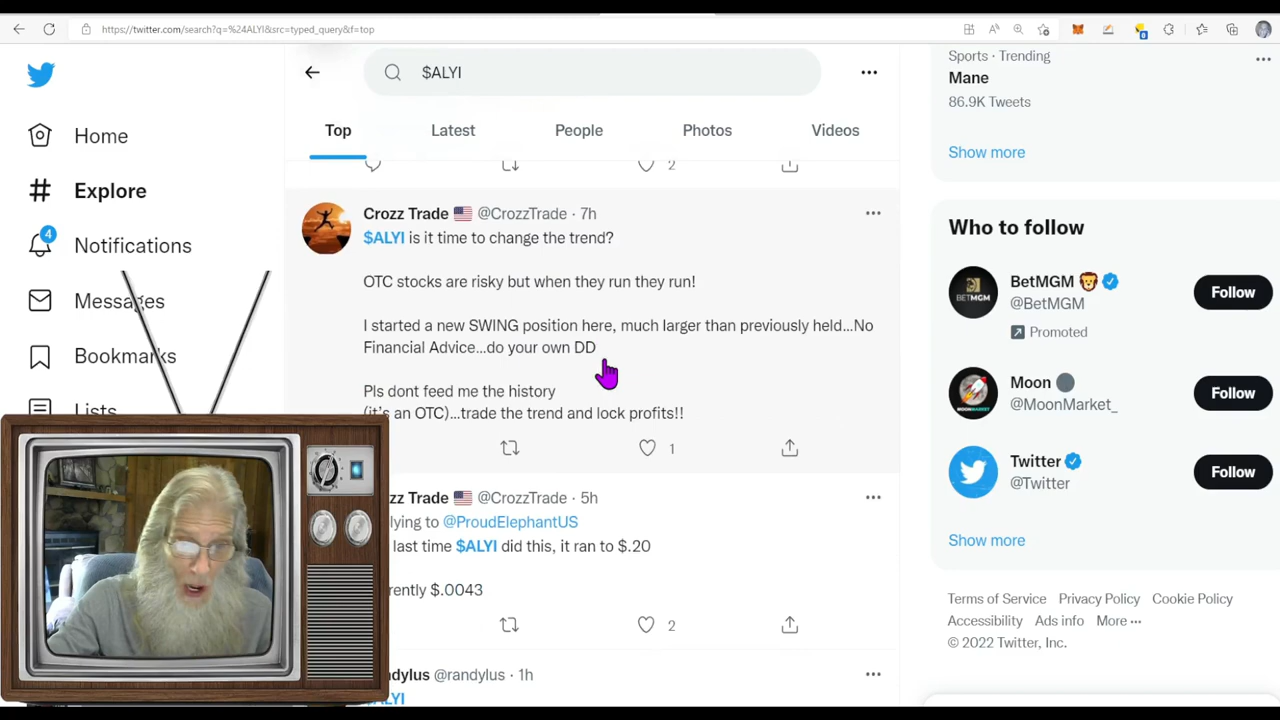 https://twitter.com/search?q=%24ALYI&src=typed_query&f=top
$ALYI
Home
Explore
4
Notifications
Messages
Bookmarks
Lists
Top
Latest
People
Photos
Videos
2
Crozz Trade @CrozzTrade · 7h
$ALYI is it time to change the trend?
OTC stocks are risky but when they run they run!
I started a new SWING position here, much larger than previously held...No
Financial Advice...do your own DD
Pls dont feed me the history
(it's an OTC)...trade the trend and lock profits!!
1
zz Trade @CrozzTrade · 5h
lying to @ProudElephantUS
last time $ALYI did this, it ran to $.20
rently $.0043
2
dylus @randylus · 1h
$ALYI
Sports · Trending
Mane
86.9K Tweets
Show more
Who to follow
BetMGM
@BetMGM
Promoted
Follow
Moon
@MoonMarket_
Follow
Twitter
@Twitter
Follow
Show more
Terms of Service Privacy Policy Cookie Policy
Accessibility Ads info More ···
© 2022 Twitter, Inc.